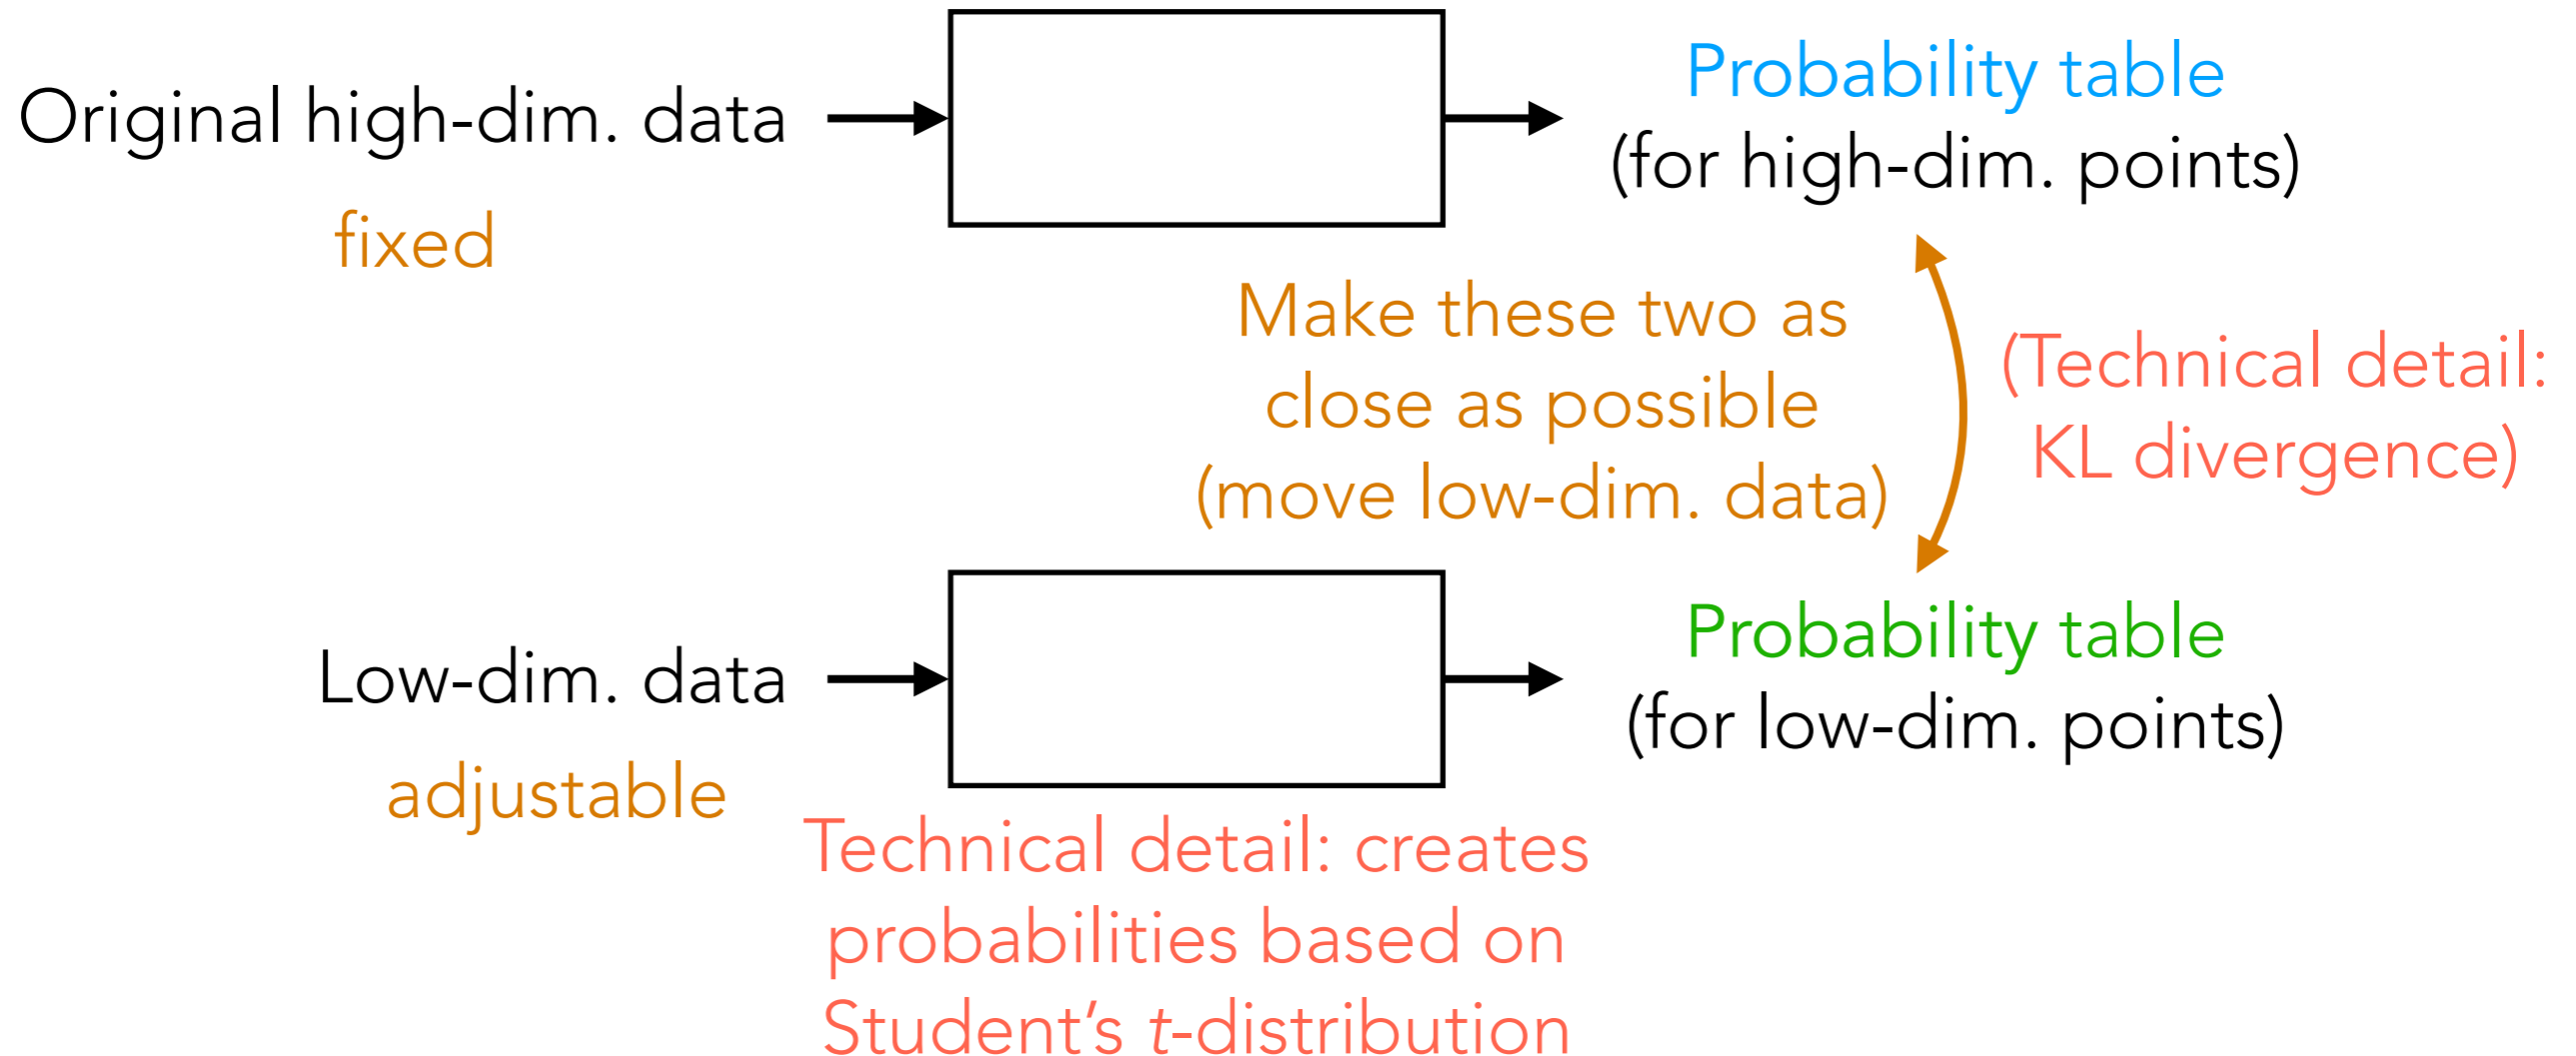 Original high-dim. data
fixed
Probability table
(for high-dim. points)
Make these two as
close as possible
(move low-dim. data)
(Technical detail:
KL divergence)
Low-dim. data
adjustable
Probability table
(for low-dim. points)
Technical detail: creates
probabilities based on
Student’s t-distribution